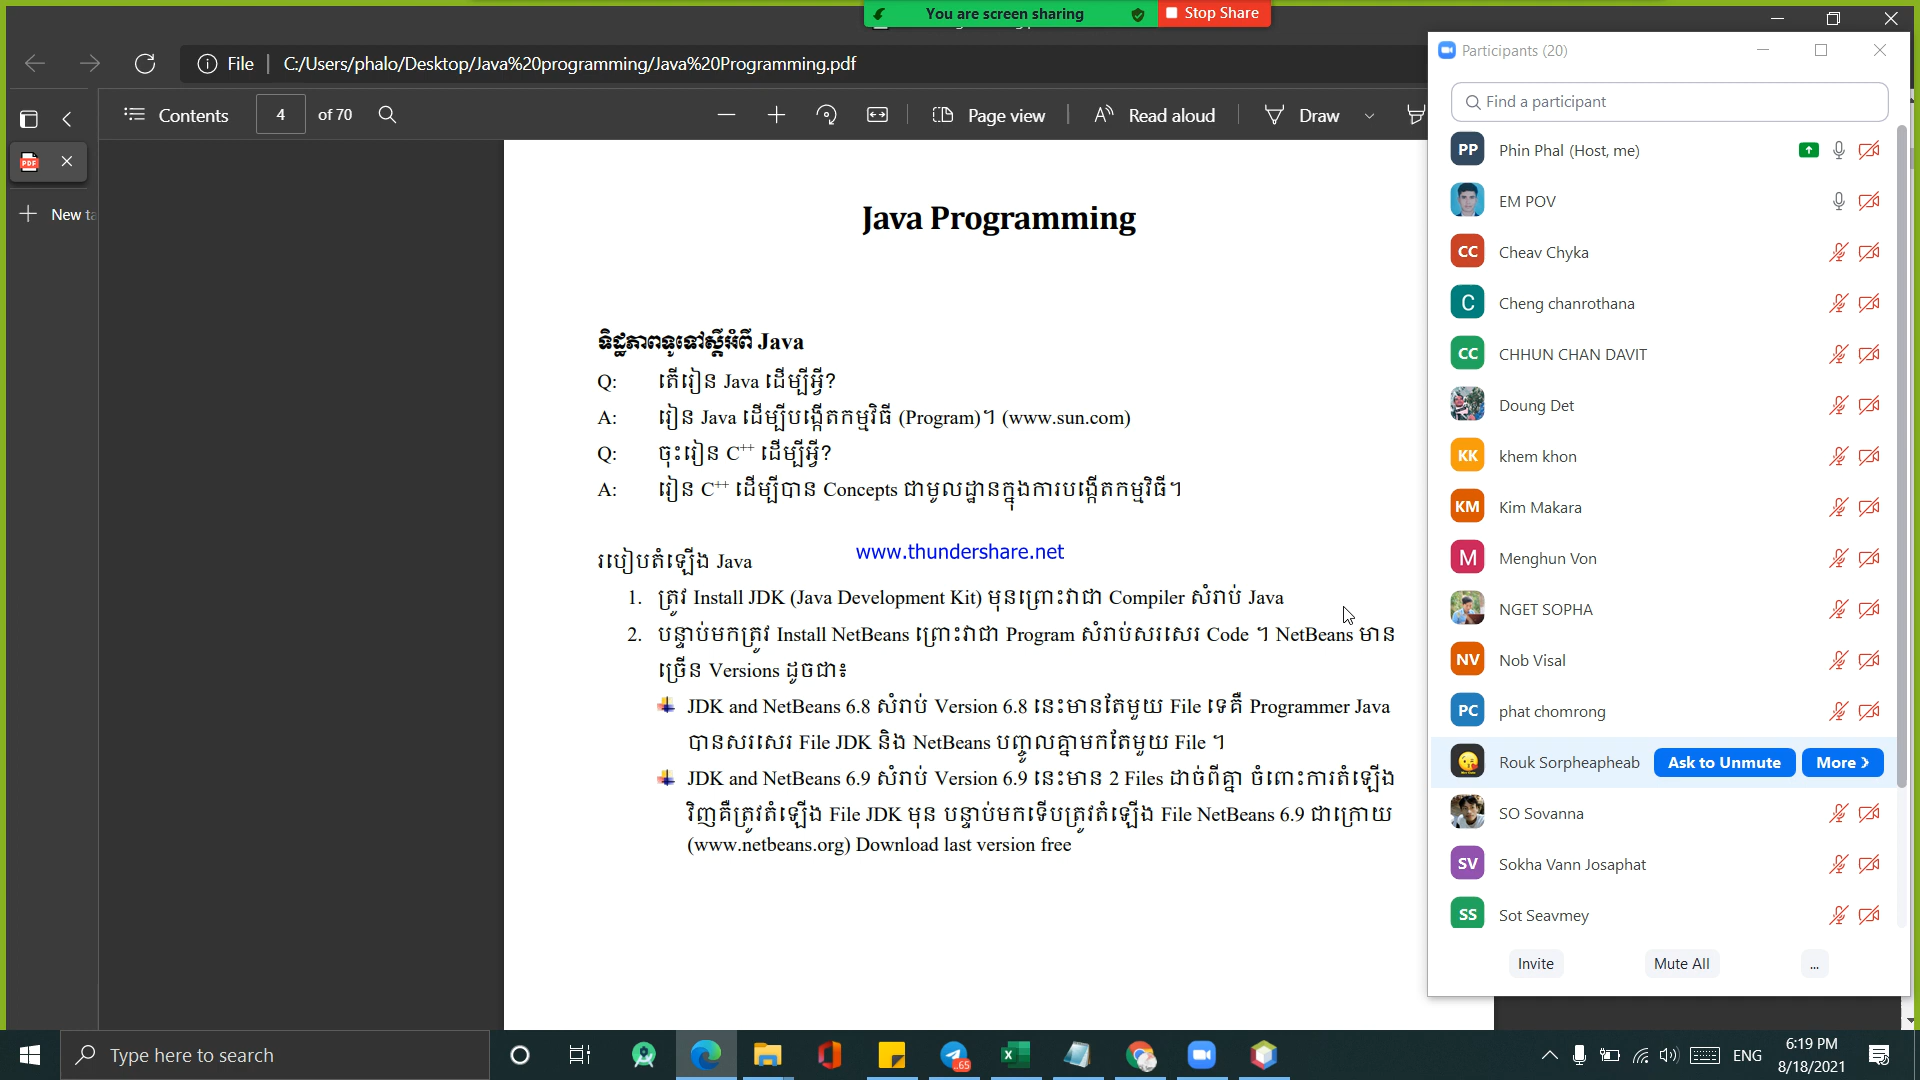 You are screen sharing
Stop Share
File
C:/Users/phalo/Desktop/Java%20programming/Java%20Programming.pdf
Contents
4
of 70
Page view
Read aloud
Draw
New ta
Java Programming
ទិដ្ឋភាពទូទៅស្តីអំពី Java
Q: តើរៀន Java ដើម្បីអ្វី?
A: រៀន Java ដើម្បីបង្កើតកម្មវិធី (Program)។ (www.sun.com)
Q: ចុះរៀន C++ ដើម្បីអ្វី?
A: រៀន C++ ដើម្បីបាន Concepts ជាមូលដ្ឋានក្នុងការបង្កើតកម្មវិធី។
www.thundershare.net
របៀបតំឡើង Java
1. ត្រូវ Install JDK (Java Development Kit) មុនព្រោះវាជា Compiler សំរាប់ Java
2. បន្ទាប់មកត្រូវ Install NetBeans ព្រោះវាជា Program សំរាប់សរសេរ Code ។ NetBeans មាន
ច្រើន Versions ដូចជា៖
JDK and NetBeans 6.8 សំរាប់ Version 6.8 នេះមានតែមួយ File ទេគឺ Programmer Java
បានសរសេរ File JDK និង NetBeans បញ្ចូលគ្នាមកតែមួយ File ។
JDK and NetBeans 6.9 សំរាប់ Version 6.9 នេះមាន 2 Files ដាច់ពីគ្នា ចំពោះការតំឡើង
វិញគឺត្រូវតំឡើង File JDK មុន បន្ទាប់មកទើបត្រូវតំឡើង File NetBeans 6.9 ជាក្រោយ
(www.netbeans.org) Download last version free
Participants (20)
Find a participant
PP Phin Phal (Host, me)
EM POV
CC Cheav Chyka
C Cheng chanrothana
CC CHHUN CHAN DAVIT
Doung Det
KK khem khon
KM Kim Makara
M Menghun Von
NGET SOPHA
NV Nob Visal
PC phat chomrong
Rouk Sorpheapheab Ask to Unmute More
SO Sovanna
SV Sokha Vann Josaphat
SS Sot Seavmey
Invite
Mute All
...
Type here to search
65
ENG
6:19 PM
8/18/2021